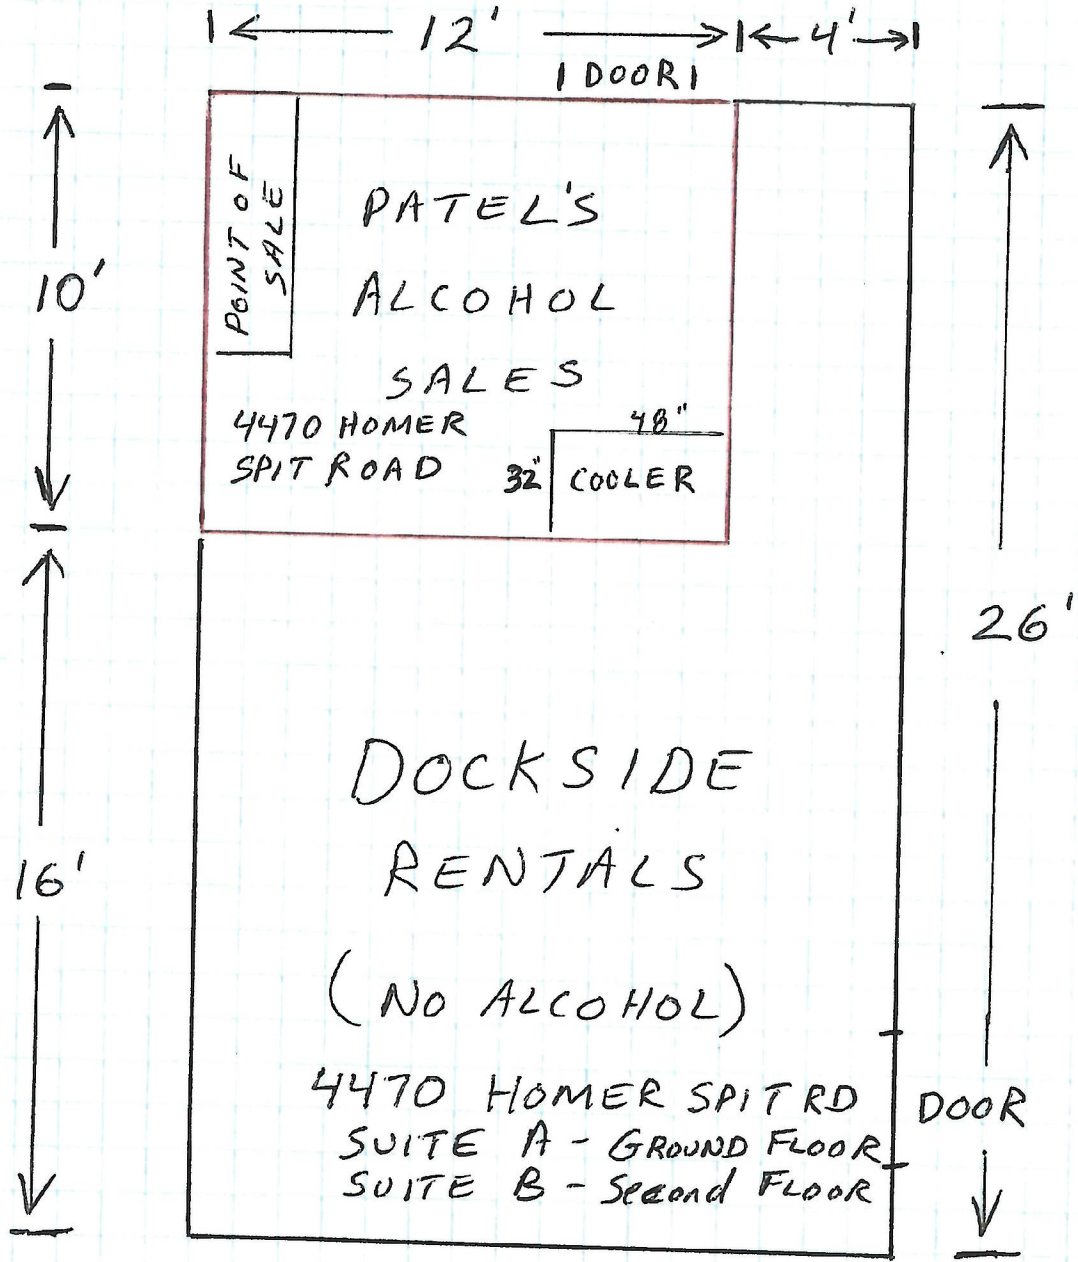 12' 4'
DOOR
POINT OF
SALE
PATEL'S
ALCOHOL
SALES
10'
4470 HOMER
SPIT ROAD
48"
32"
COOLER
26'
DOCKSIDE
RENTALS
16'
(NO ALCOHOL)
4470 HOMER SPIT RD
DOOR
SUITE A - GROUND FLOOR
SUITE B - Second FLOOR